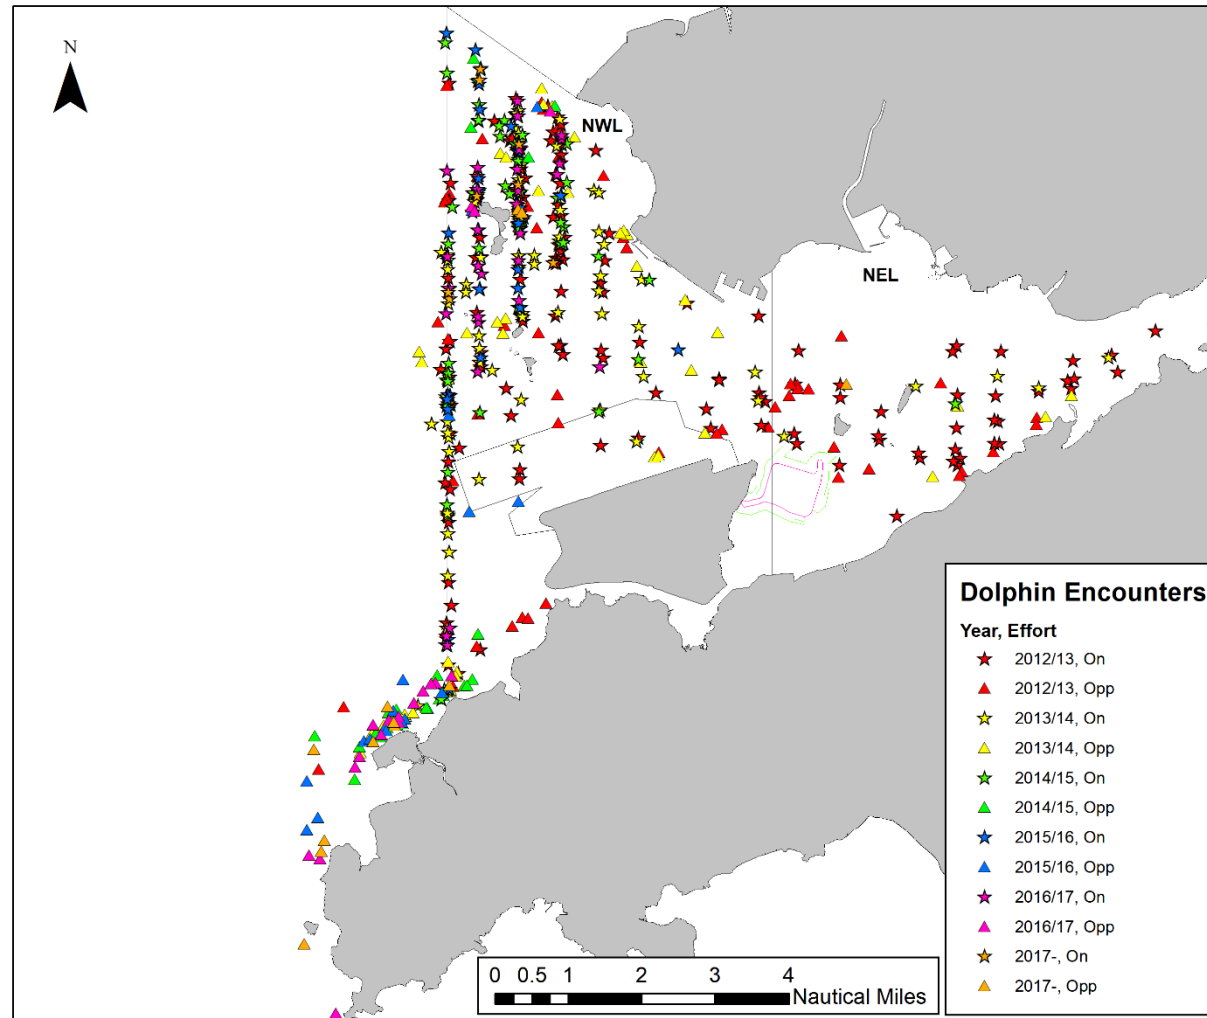 N
NWL
NEL
Dolphin Encounters
Year, Effort
2012/13, On
2012/13, Opp
2013/14, On
2013/14, Opp
2014/15, On
2014/15, Opp
2015/16, On
2015/16, Opp
2016/17, On
2016/17, Opp
2017-, On
2017-, Opp
0 0.5 1 2 3 4
Nautical Miles